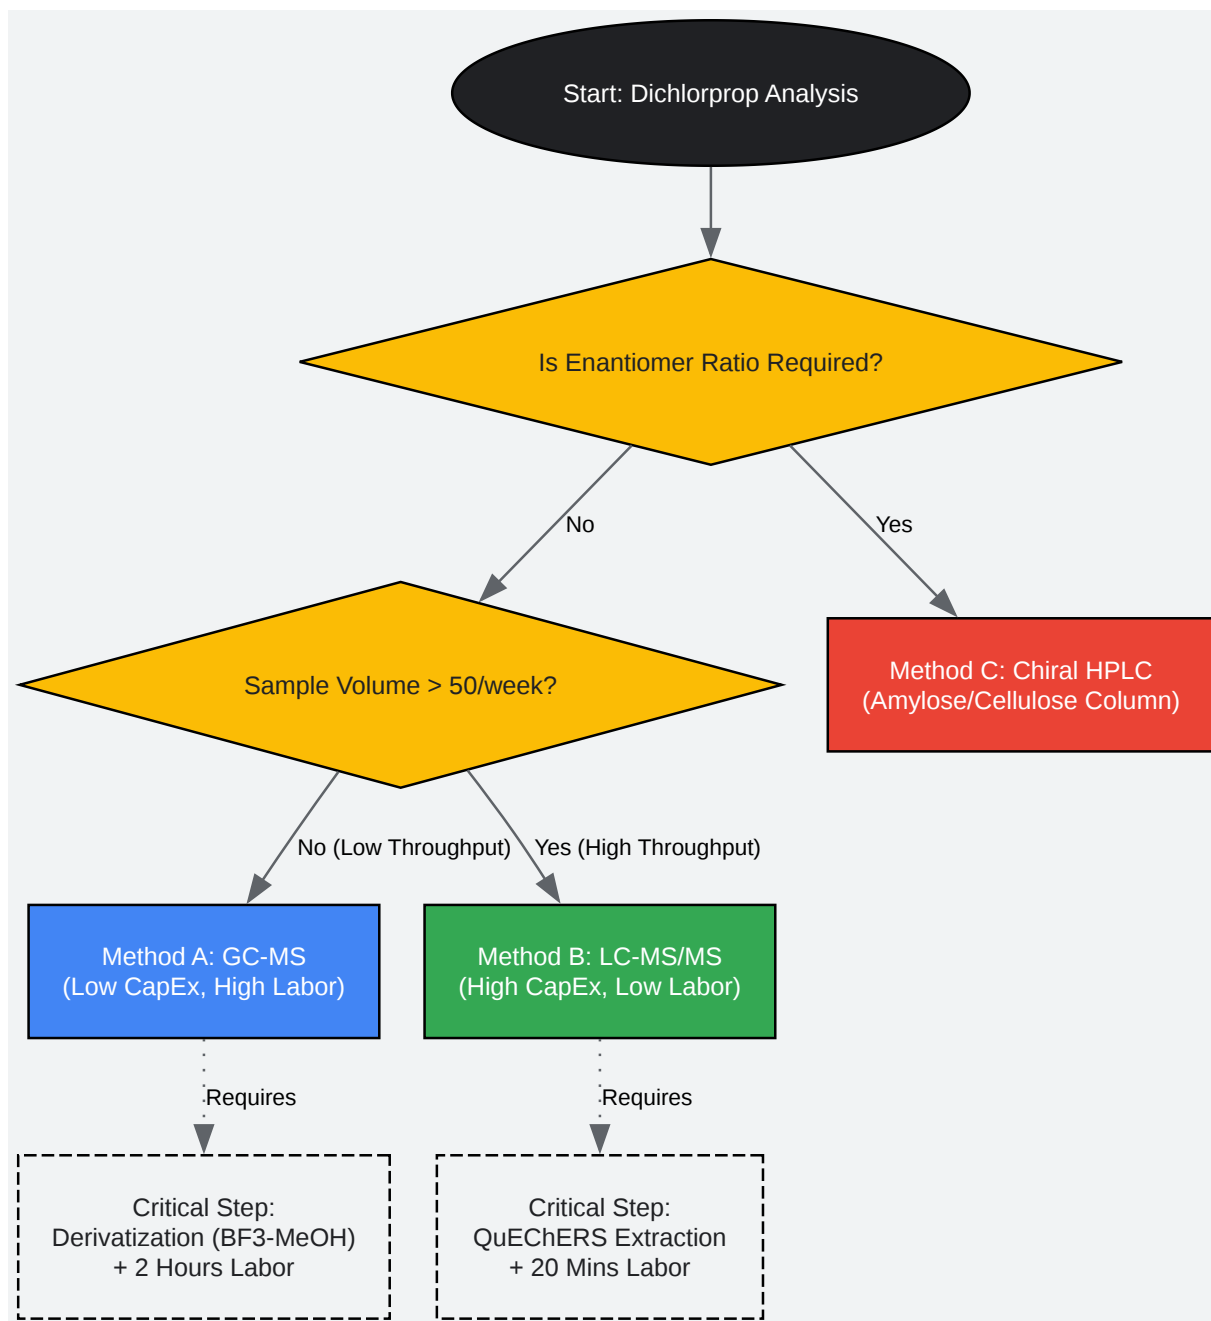 Start: Dichlorprop Analysis
Is Enantiomer Ratio Required?
No
Yes
Sample Volume > 50/week?
Method C: Chiral HPLC
(Amylose/Cellulose Column)
No (Low Throughput)
Yes (High Throughput)
Method A: GC-MS
(Low CapEx, High Labor)
Method B: LC-MS/MS
(High CapEx, Low Labor)
Requires
Requires
Critical Step:
Derivatization (BF3-MeOH)
+ 2 Hours Labor
Critical Step:
QuEChERS Extraction
+ 20 Mins Labor